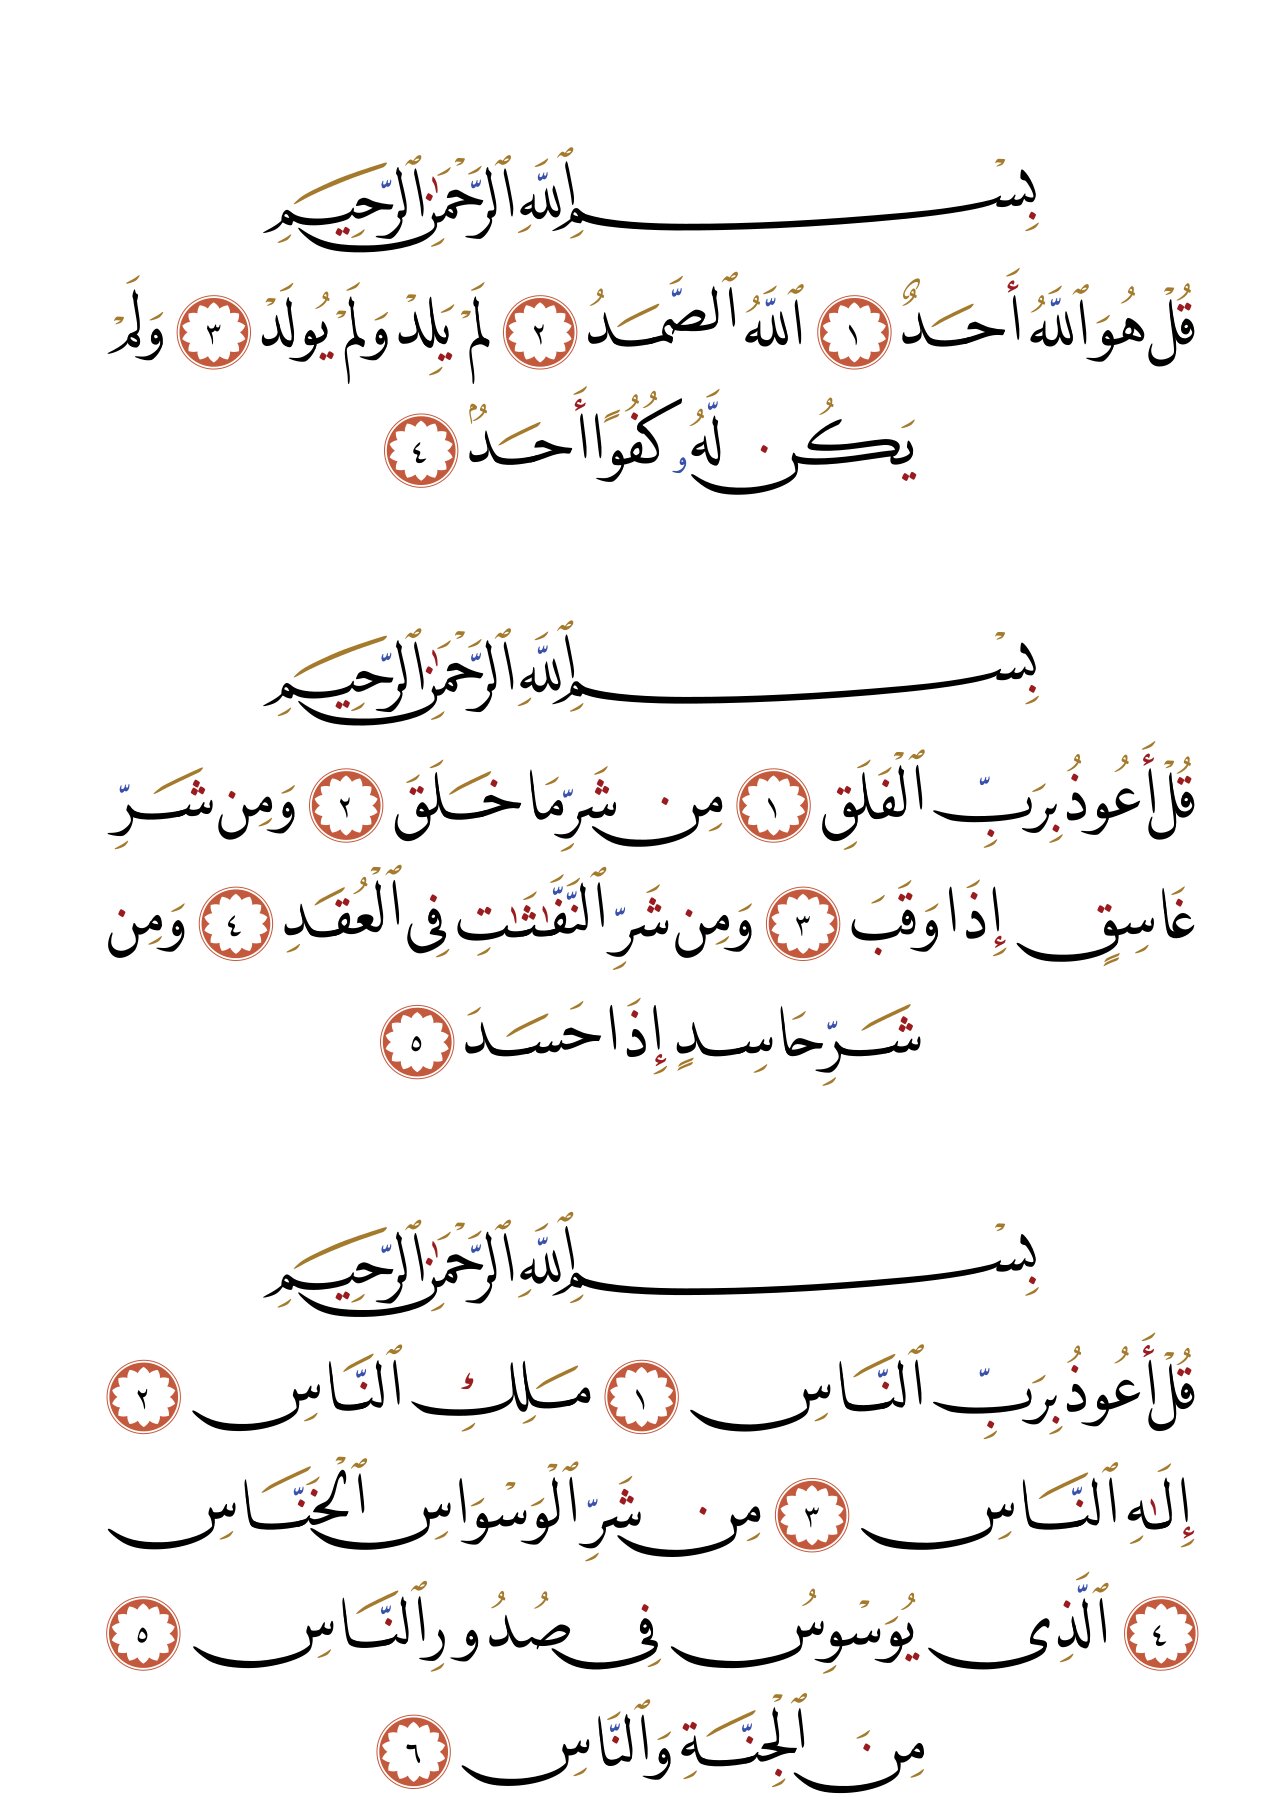 بِسْمِ ٱللَّهِ ٱلرَّحْمَٰنِ ٱلرَّحِيمِ
قُلْ هُوَ ٱللَّهُ أَحَدٌ ١ ٱللَّهُ ٱلصَّمَدُ ٢ لَمْ يَلِدْ وَلَمْ يُولَدْ ٣ وَلَمْ
يَكُن لَّهُۥ كُفُوًا أَحَدٌۢ ٤
بِسْمِ ٱللَّهِ ٱلرَّحْمَٰنِ ٱلرَّحِيمِ
قُلْ أَعُوذُ بِرَبِّ ٱلْفَلَقِ ١ مِن شَرِّ مَا خَلَقَ ٢ وَمِن شَرِّ
غَاسِقٍ إِذَا وَقَبَ ٣ وَمِن شَرِّ ٱلنَّفَّٰثَٰتِ فِى ٱلْعُقَدِ ٤ وَمِن
شَرِّ حَاسِدٍ إِذَا حَسَدَ ٥
بِسْمِ ٱللَّهِ ٱلرَّحْمَٰنِ ٱلرَّحِيمِ
قُلْ أَعُوذُ بِرَبِّ ٱلنَّاسِ ١ مَلِكِ ٱلنَّاسِ ٢
إِلَٰهِ ٱلنَّاسِ ٣ مِن شَرِّ ٱلْوَسْوَاسِ ٱلْخَنَّاسِ
٤ ٱلَّذِى يُوَسْوِسُ فِى صُدُورِ ٱلنَّاسِ ٥
مِنَ ٱلْجِنَّةِ وَٱلنَّاسِ ٦